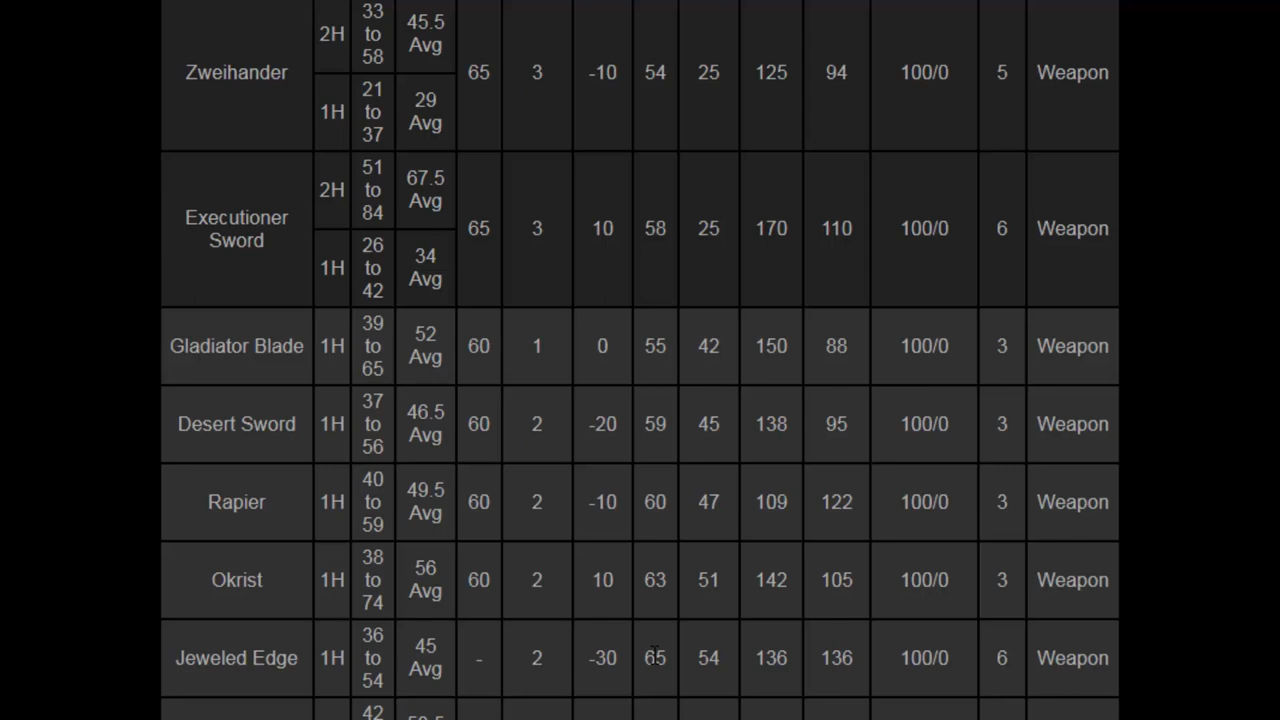 Zweihander 2H 33 to 58 45.5 Avg 65 3 -10 54 25 125 94 100/0 5 Weapon
1H 21 to 37 29 Avg
Executioner Sword 2H 51 to 84 67.5 Avg 65 3 10 58 25 170 110 100/0 6 Weapon
1H 26 to 42 34 Avg
Gladiator Blade 1H 39 to 65 52 Avg 60 1 0 55 42 150 88 100/0 3 Weapon
Desert Sword 1H 37 to 56 46.5 Avg 60 2 -20 59 45 138 95 100/0 3 Weapon
Rapier 1H 40 to 59 49.5 Avg 60 2 -10 60 47 109 122 100/0 3 Weapon
Okrist 1H 38 to 74 56 Avg 60 2 10 63 51 142 105 100/0 3 Weapon
Jeweled Edge 1H 36 to 54 45 Avg - 2 -30 65 54 136 136 100/0 6 Weapon
42